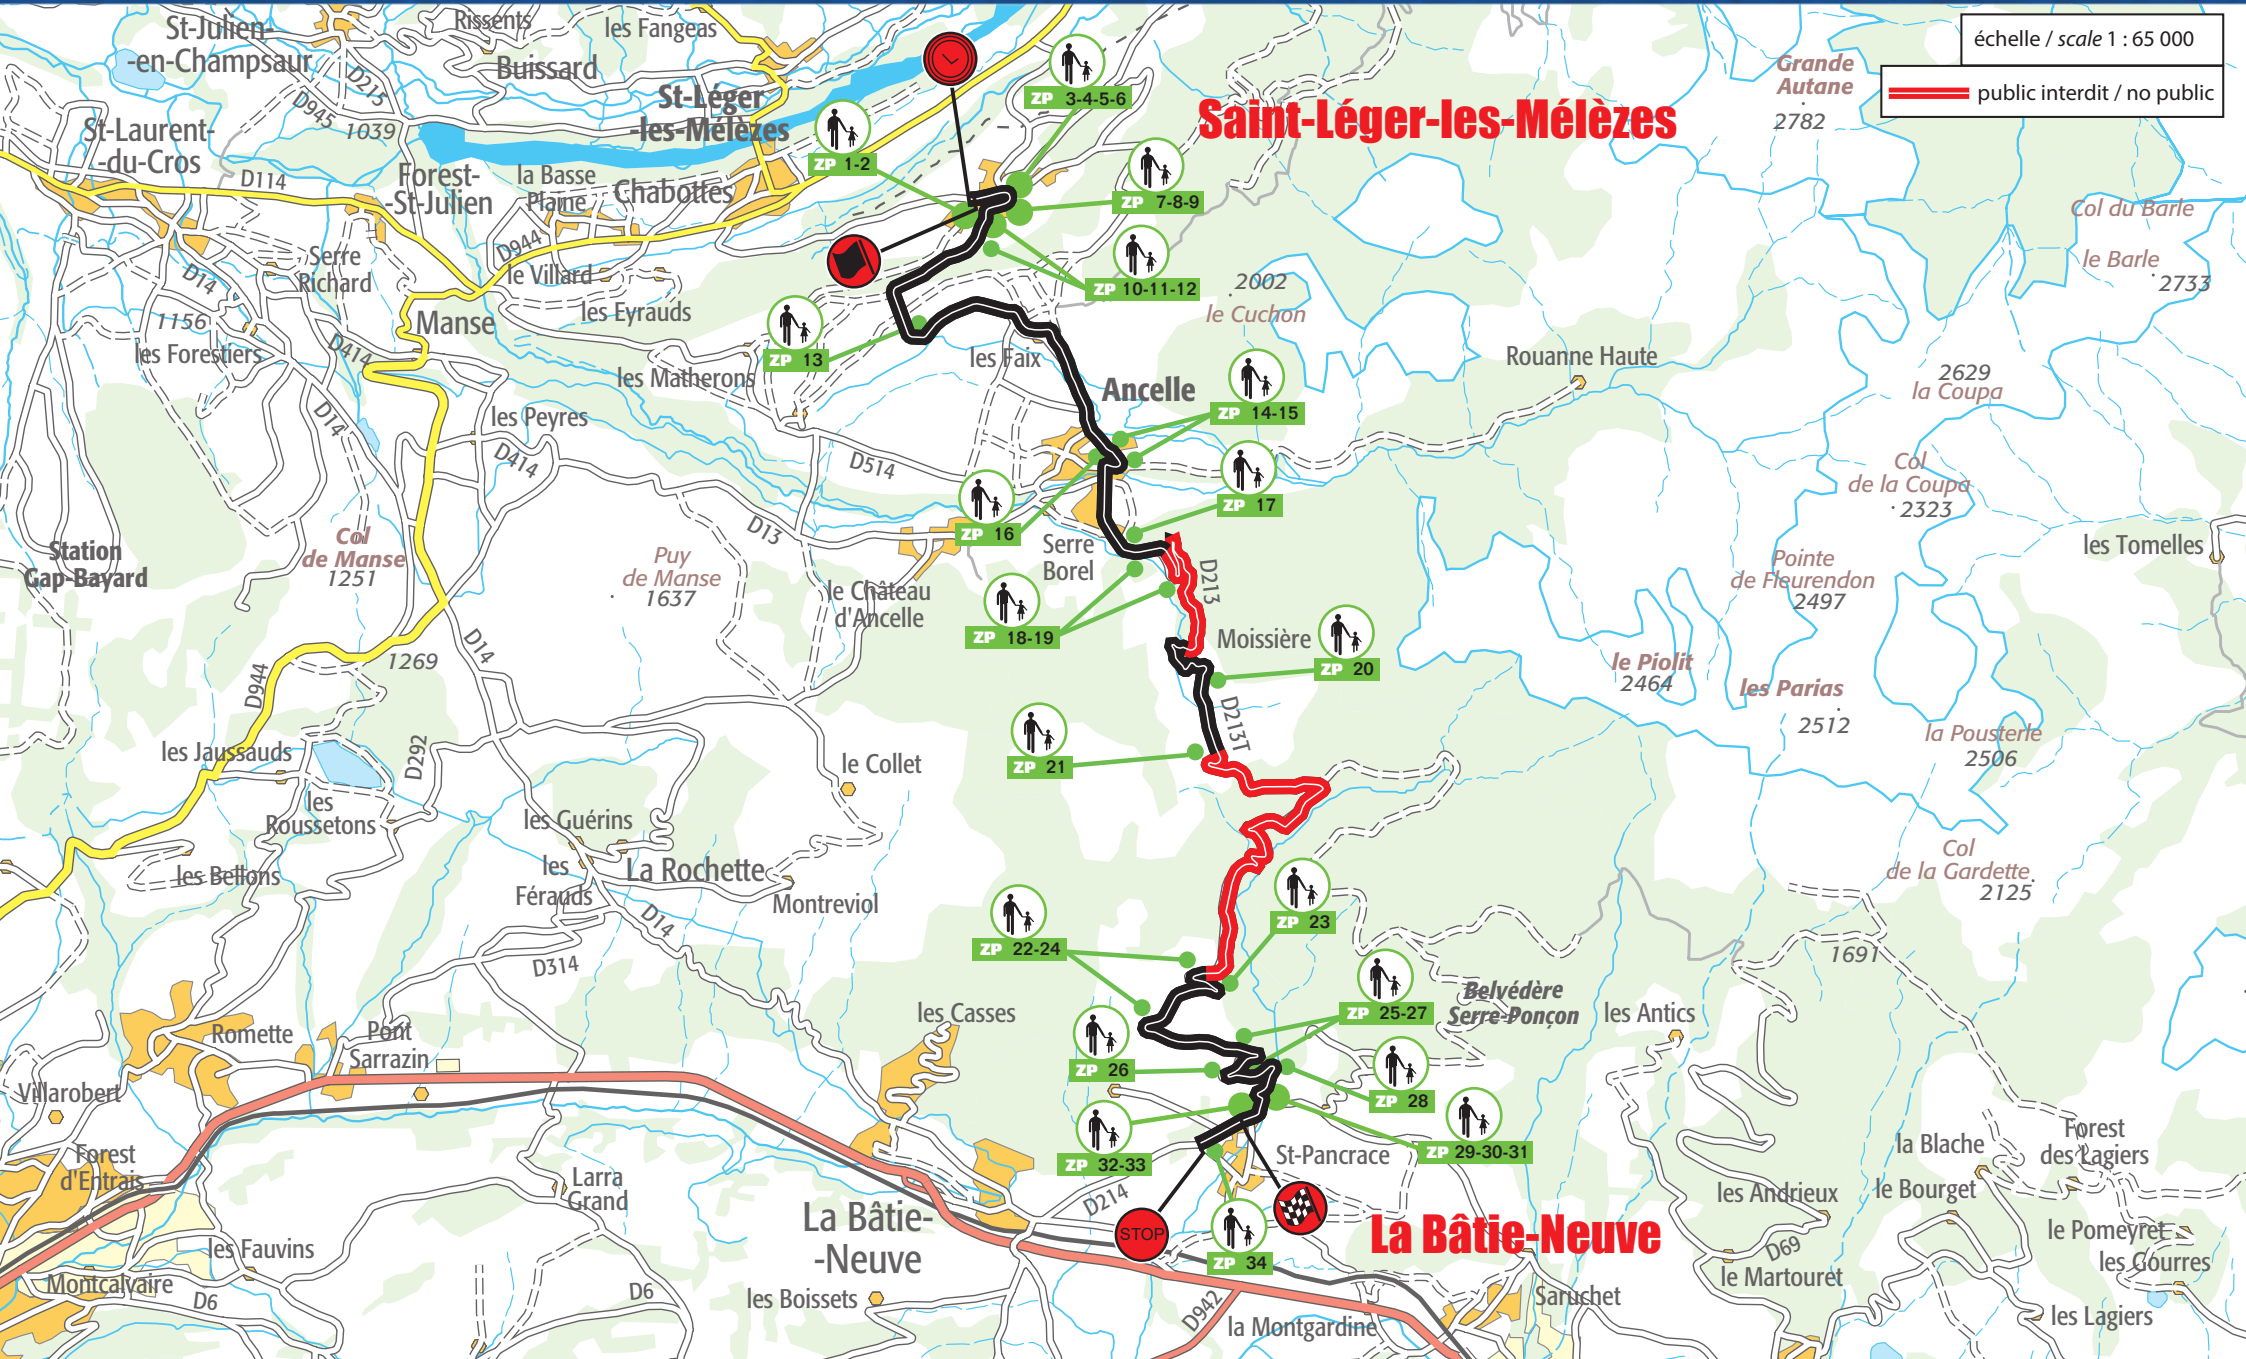 échelle / scale 1 : 65 000
public interdit / no public
Saint-Léger-les-Mélèzes
La Bâtie-Neuve
St-Julien-
-en-Champsaur
Rissents
les Fangeas
Buissard
D215
D945
1039
St-Léger
-les-Mélèzes
St-Laurent-
-du-Cros
D114
Forest-
-St-Julien
la Basse
Plaine
Chabottes
D944
le Villard
Serre
Richard
les Eyrauds
D14
1156
les Forestiers
Manse
D414
les Matherons
les Faix
D14
les Peyres
D414
D514
D13
Ancelle
ZP 1-2
ZP 3-4-5-6
ZP 7-8-9
ZP 10-11-12
ZP 13
ZP 14-15
ZP 16
ZP 17
ZP 18-19
ZP 20
ZP 21
ZP 22-24
ZP 23
ZP 25-27
ZP 26
ZP 28
ZP 29-30-31
ZP 32-33
ZP 34
STOP
Grande
Autane
2782
Col du Barle
le Barle
2733
2002
le Cuchon
Rouanne Haute
2629
la Coupa
Col
de la Coupa
2323
les Tomelles
Pointe
de Fleurendon
2497
le Piolit
2464
les Parias
2512
la Pousterle
2506
Col
de la Gardette
2125
1691
Station
Gap-Bayard
Col
de Manse
1251
Puy
de Manse
1637
le Château
d'Ancelle
Serre
Borel
D213
Moissière
D213T
1269
D14
D944
les Jaussauds
D292
les
Roussetons
les Bellons
le Collet
les Guérins
les
Férauds
La Rochette
Montreviol
D14
D314
les Casses
Belvédère
Serre-Ponçon
les Antics
Romette
Pont
Sarrazin
Villarobert
Forest
d'Entrais
Larra
Grand
La Bâtie-
-Neuve
D214
St-Pancrace
les Fauvins
Montcalvaire
D6
D6
les Boissets
D942
la Montgardine
Saruchet
la Blache
Forest
des Lagiers
les Andrieux
le Bourget
le Pomeyret
D69
les Gourres
le Martouret
les Lagiers